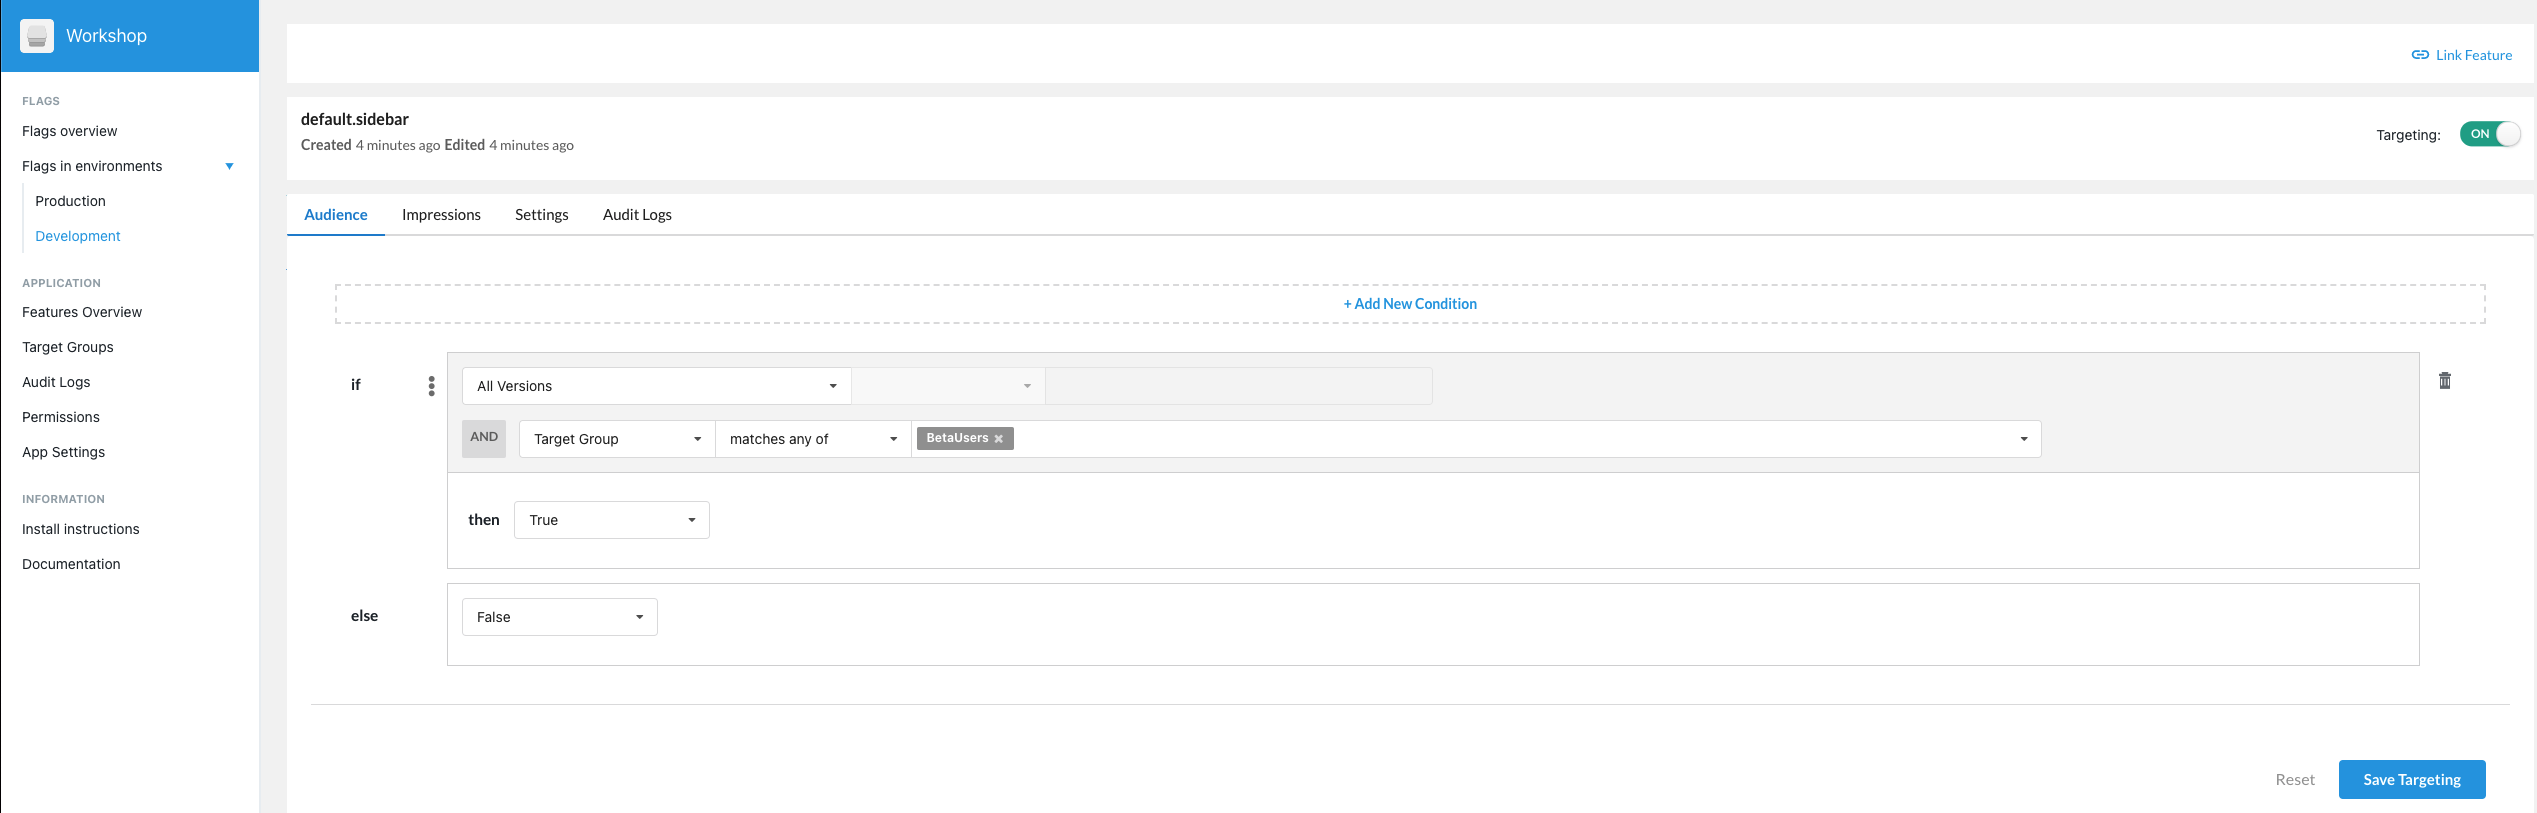 Workshop
FLAGS
Flags overview
Flags in environments
Production
Development
APPLICATION
Features Overview
Target Groups
Audit Logs
Permissions
App Settings
INFORMATION
Install instructions
Documentation
Link Feature
default.sidebar
Created 4 minutes ago Edited 4 minutes ago
Targeting: ON
Audience Impressions Settings Audit Logs
+ Add New Condition
if All Versions
AND Target Group matches any of BetaUsers ×
then True
else False
Reset Save Targeting